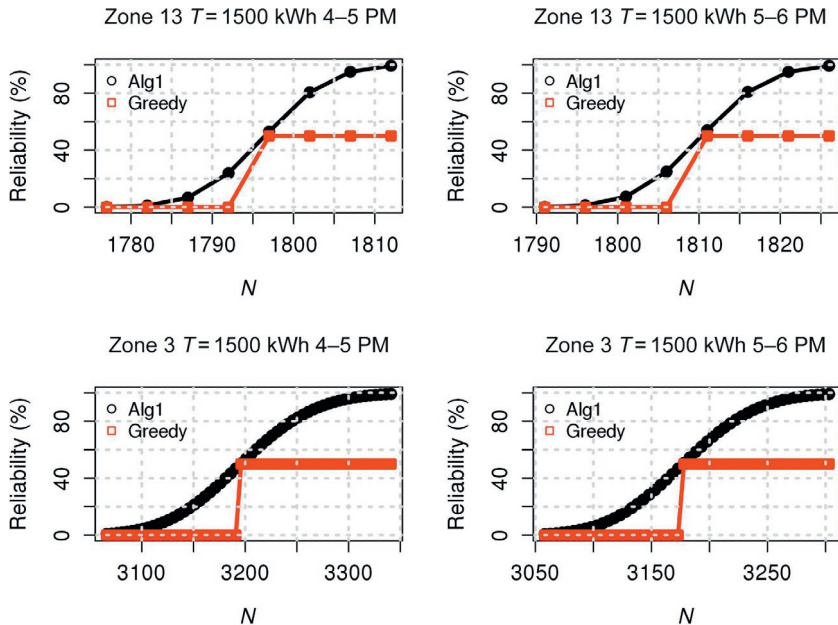 Zone 13 T = 1500 kWh 4–5 PM
Reliability (%)
80
40
0
Alg1
Greedy
1780 1790 1800 1810
N
Zone 13 T = 1500 kWh 5–6 PM
Reliability (%)
80
40
0
Alg1
Greedy
1790 1800 1810 1820
N
Zone 3 T = 1500 kWh 4–5 PM
Reliability (%)
80
40
0
Alg1
Greedy
3100 3200 3300
N
Zone 3 T = 1500 kWh 5–6 PM
Reliability (%)
80
40
0
Alg1
Greedy
3050 3150 3250
N